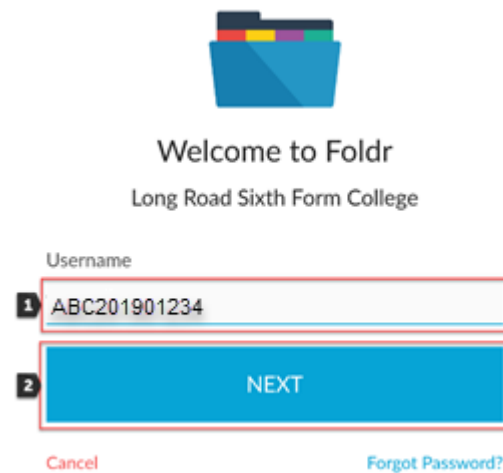 Welcome to Foldr
Long Road Sixth Form College
Username
1 ABC201901234
2 NEXT
Cancel Forgot Password?